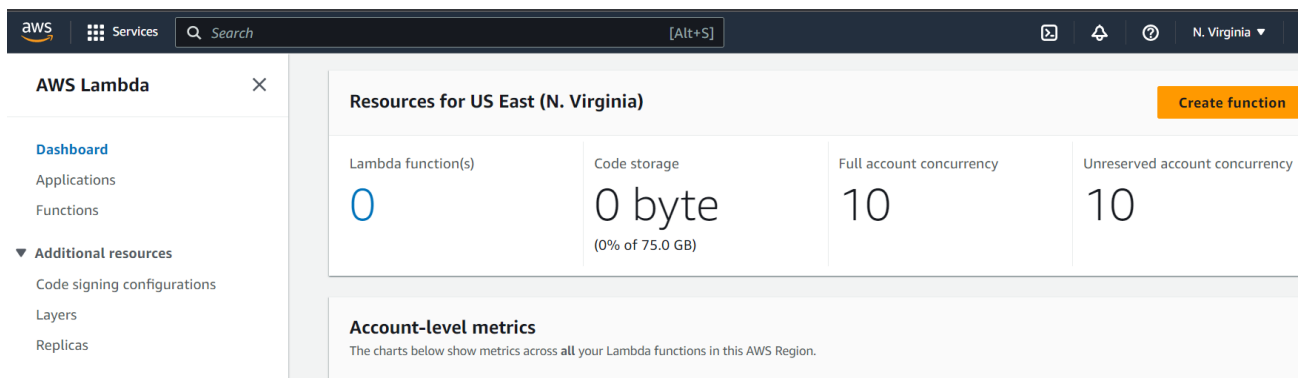 aws Services Search [Alt+S] N. Virginia
AWS Lambda
Dashboard
Applications
Functions
Additional resources
Code signing configurations
Layers
Replicas
Resources for US East (N. Virginia) Create function
Lambda function(s) Code storage Full account concurrency Unreserved account concurrency
0 0 byte 10 10
(0% of 75.0 GB)
Account-level metrics
The charts below show metrics across all your Lambda functions in this AWS Region.